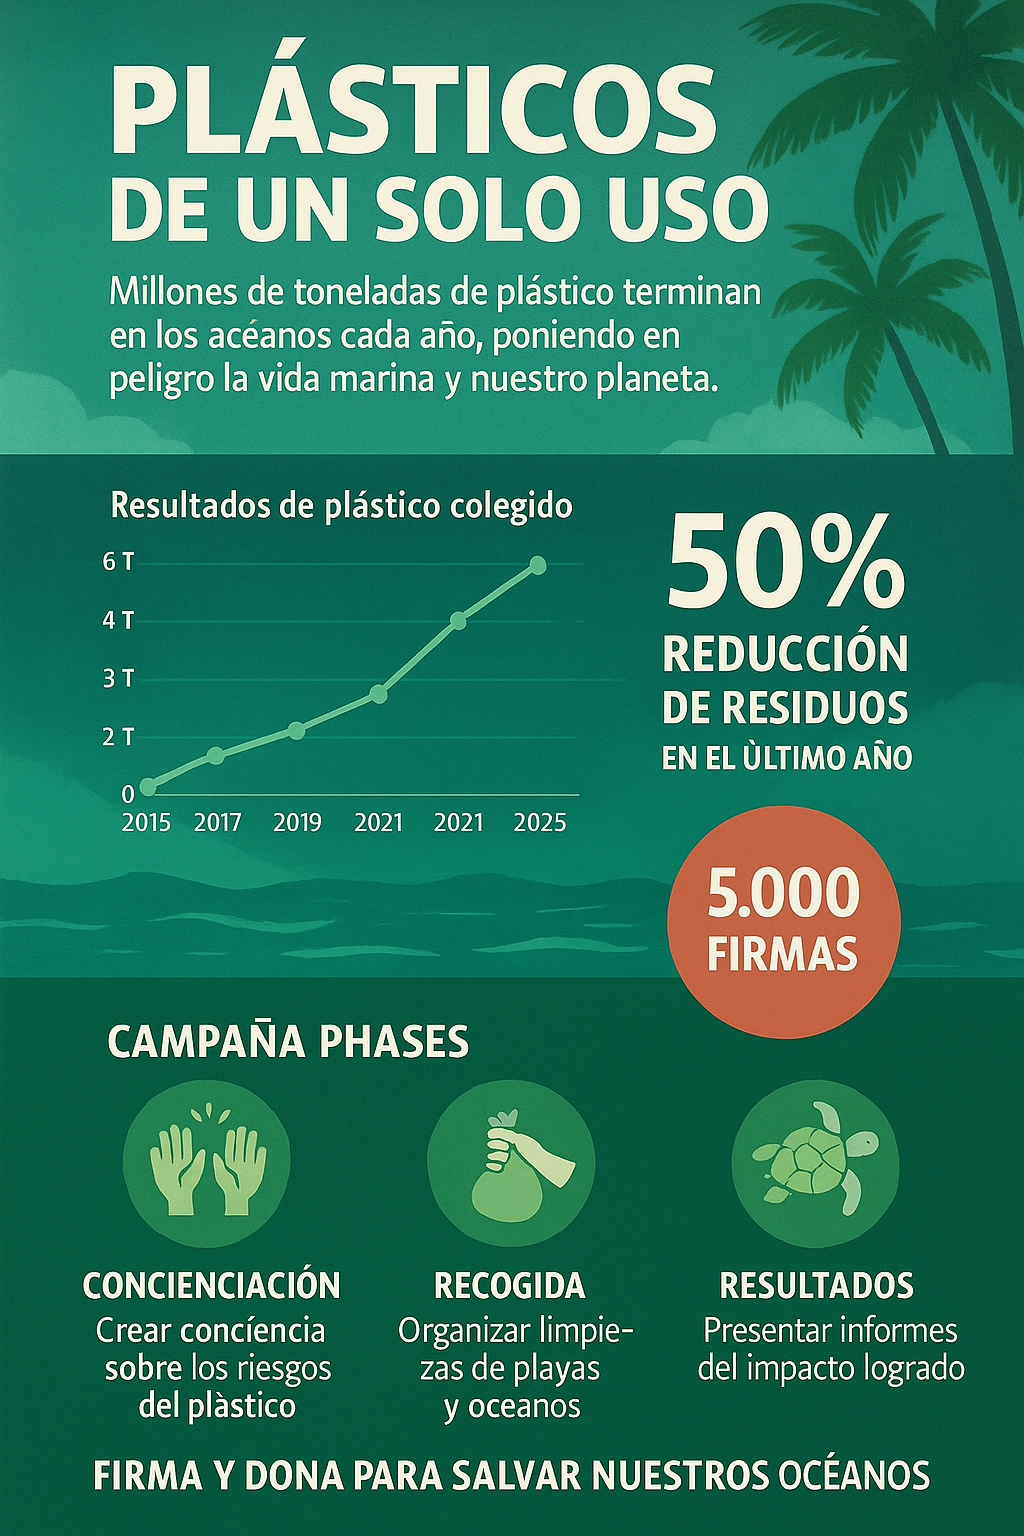 PLÁSTICOS
DE UN SOLO USO
Millones de toneladas de plástico terminan
en los acéanos cada año, poniendo en
peligro la vida marina y nuestro planeta.
Resultados de plástico colegido
6 T
4 T
3 T
2 T
0
2015 2017 2019 2021 2021 2025
50%
REDUCCIÓN
DE RESIDUOS
EN EL ÙLTIMO AÑO
5.000
FIRMAS
CAMPAÑA PHASES
CONCIENCIACIÓN
Crear concíencia
sobre los riesgos
del plàstico
RECOGIDA
Organizar limpie-
zas de playas
y oceanos
RESULTADOS
Presentar informes
del impacto logrado
FIRMA Y DONA PARA SALVAR NUESTROS OCÉANOS